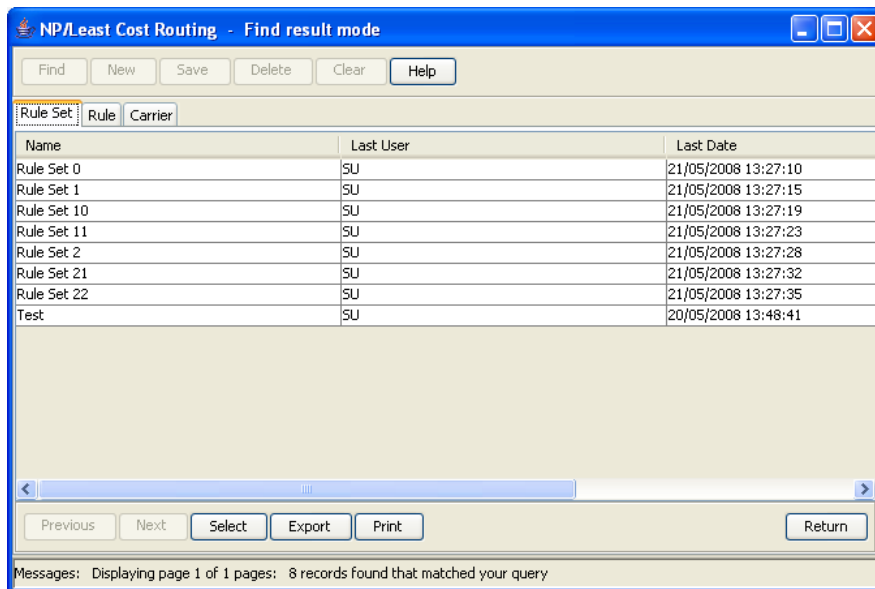 NP/Least Cost Routing - Find result mode
Find New Save Delete Clear Help
Rule Set Rule Carrier
Name Last User Last Date
Rule Set 0 SU 21/05/2008 13:27:10
Rule Set 1 SU 21/05/2008 13:27:15
Rule Set 10 SU 21/05/2008 13:27:19
Rule Set 11 SU 21/05/2008 13:27:23
Rule Set 2 SU 21/05/2008 13:27:28
Rule Set 21 SU 21/05/2008 13:27:32
Rule Set 22 SU 21/05/2008 13:27:35
Test SU 20/05/2008 13:48:41
Previous Next Select Export Print Return
Messages: Displaying page 1 of 1 pages: 8 records found that matched your query